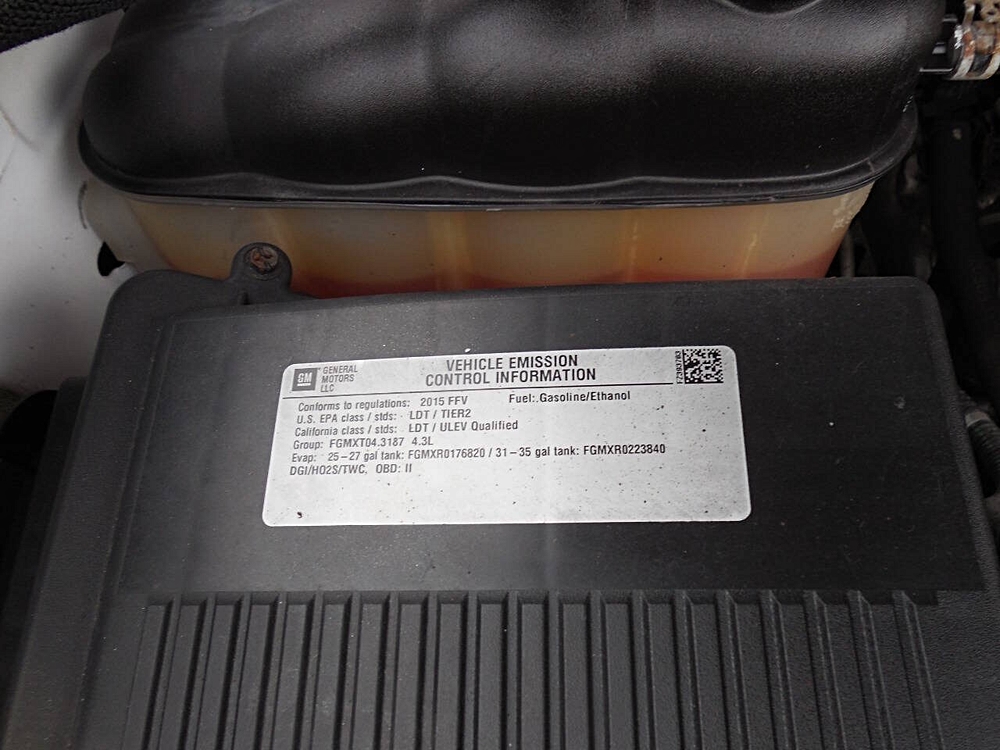 GM
GENERAL
MOTORS
LLC
VEHICLE EMISSION
CONTROL INFORMATION
Conforms to regulations: 2015 FFV Fuel: Gasoline/Ethanol
U.S. EPA class / stds: LDT / TIER2
California class / stds: LDT / ULEV Qualified
Group: FGMXT04.3187 4.3L
Evap: 25-27 gal tank: FGMXR0176820 / 31-35 gal tank: FGMXR0223840
DGI/HO2S/TWC, OBD: II